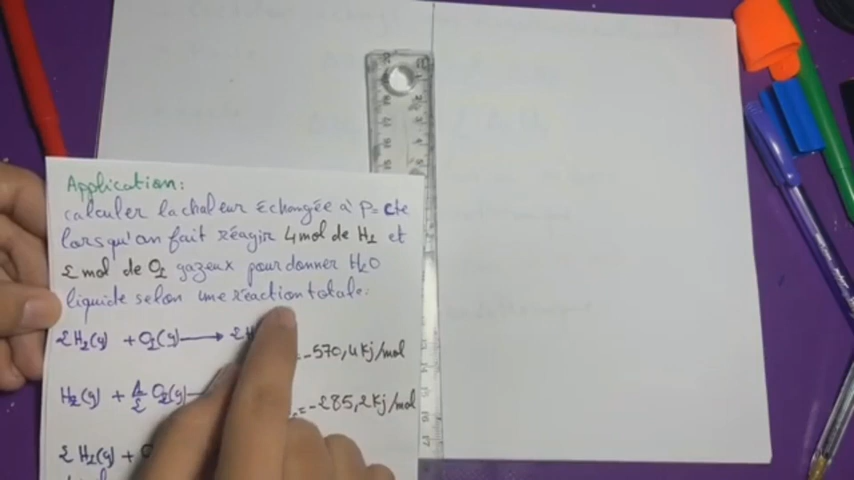 Application:
calculer la chaleur échangée à P= cte
lorsqu'on fait réagir 4 mol de H2 et
2 mol de O2 gazeux pour donner H2O
liquide selon une réaction totale:
2H2(g) + O2(g) → 2H
= -570,4 Kj/mol
H2(g) + 1/2 O2(g)
= -285,2 Kj/mol
2H2(g) +